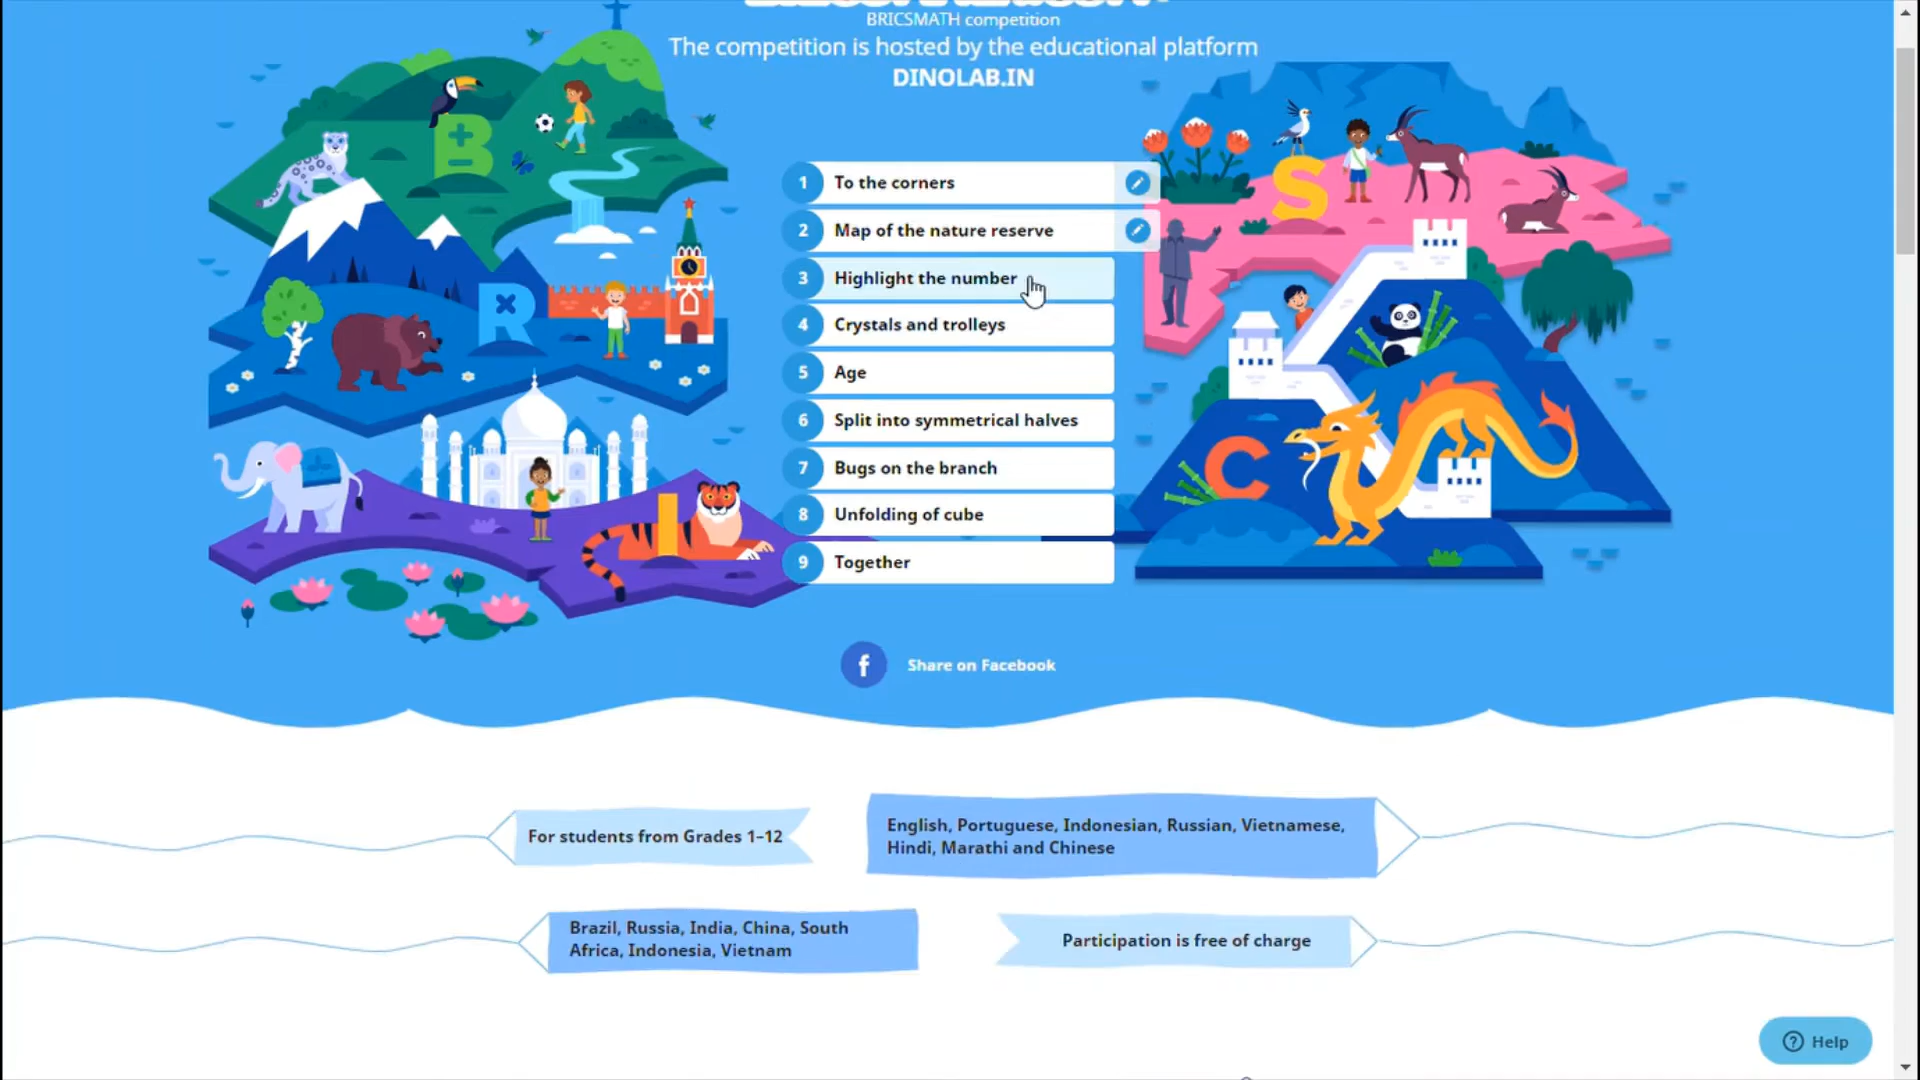 BRICSMATH competition
The competition is hosted by the educational platform
DINOLAB.IN
B
R
I
C
S
1 To the corners
2 Map of the nature reserve
3 Highlight the number
4 Crystals and trolleys
5 Age
6 Split into symmetrical halves
7 Bugs on the branch
8 Unfolding of cube
9 Together
f Share on Facebook
For students from Grades 1–12
English, Portuguese, Indonesian, Russian, Vietnamese,
Hindi, Marathi and Chinese
Brazil, Russia, India, China, South
Africa, Indonesia, Vietnam
Participation is free of charge
? Help